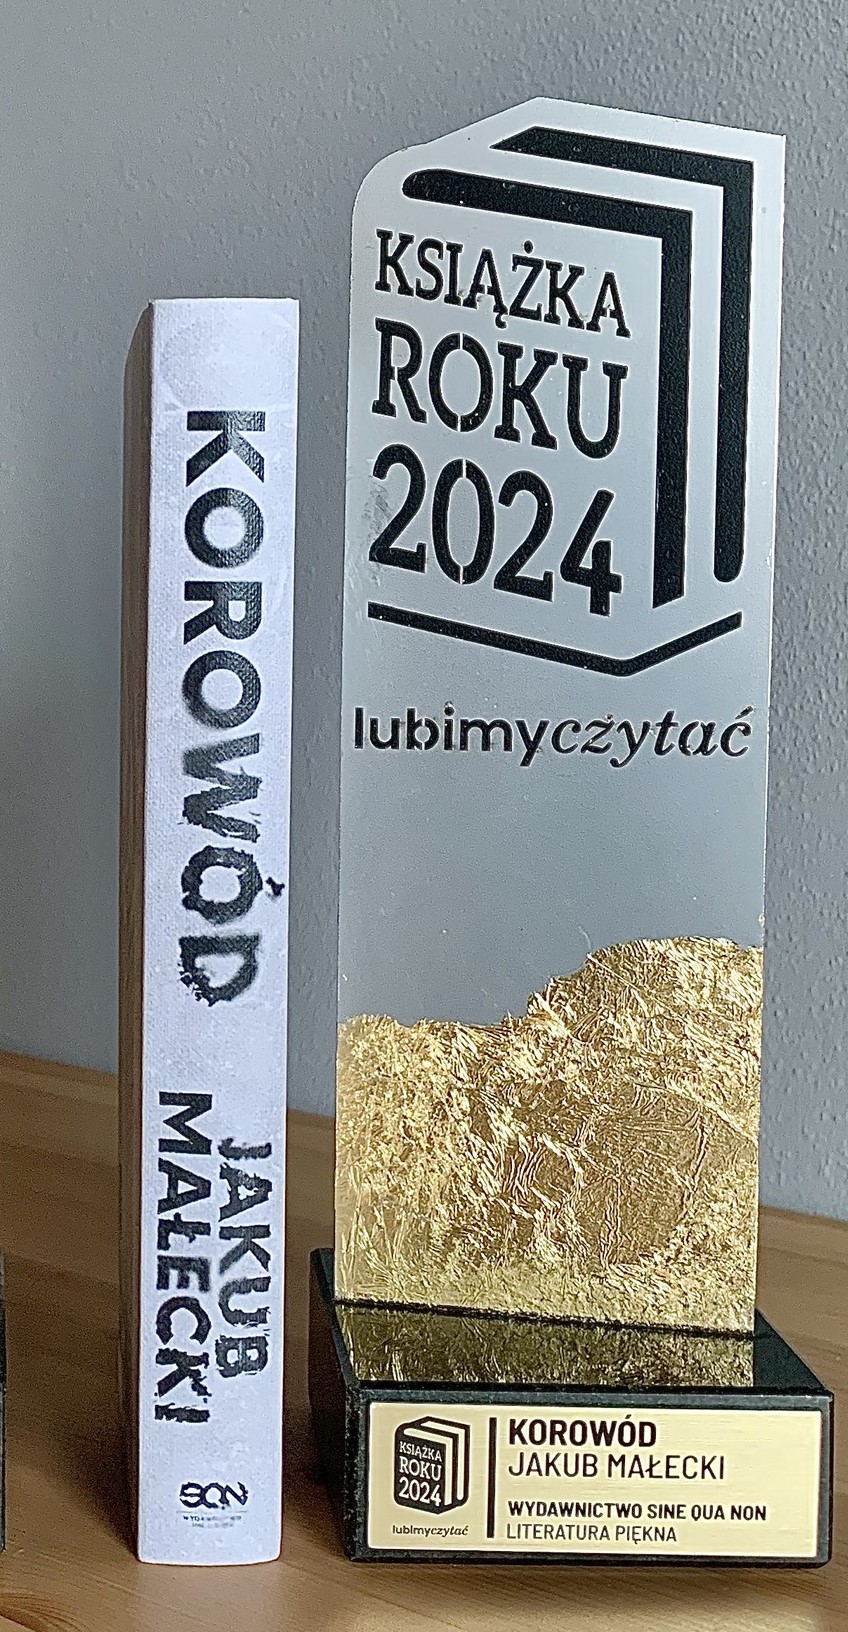 KOROWÓD
JAKUB
MAŁECKI
SQN
KSIĄŻKA
ROKU
2024
lubimyczytać
KSIĄŻKA
ROKU
2024
lubimyczytać
KOROWÓD
JAKUB MAŁECKI
WYDAWNICTWO SINE QUA NON
LITERATURA PIĘKNA